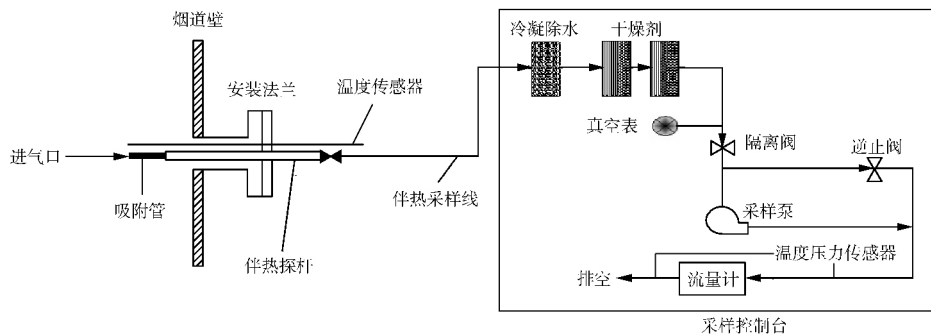 烟道壁
冷凝除水
干燥剂
安装法兰
温度传感器
真空表
进气口
隔离阀
逆止阀
伴热采样线
吸附管
采样泵
伴热探杆
温度压力传感器
排空
流量计
采样控制台